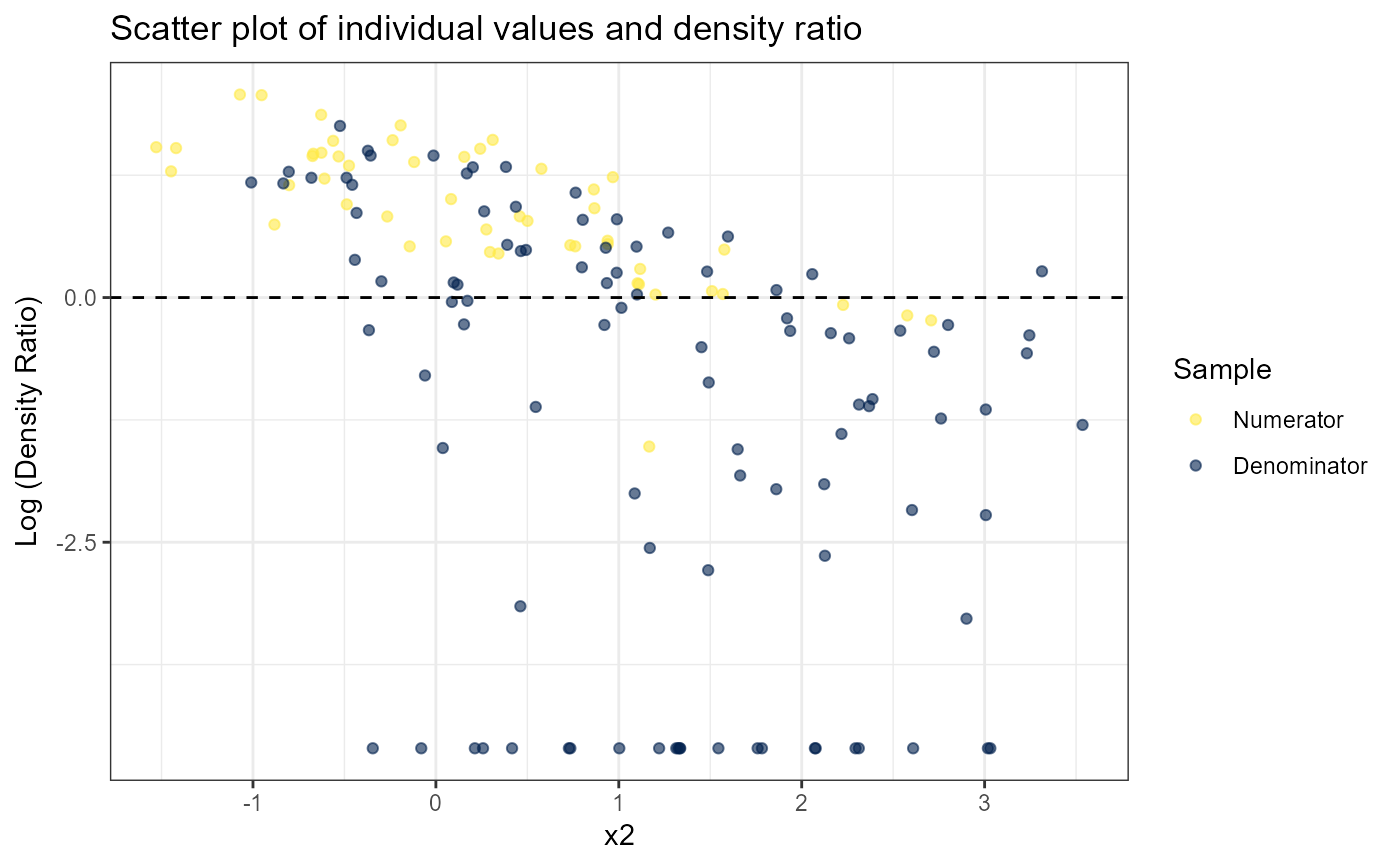 Scatter plot of individual values and density ratio
Log (Density Ratio)
0.0
-2.5
-1
0
1
2
3
x2
Sample
Numerator
Denominator